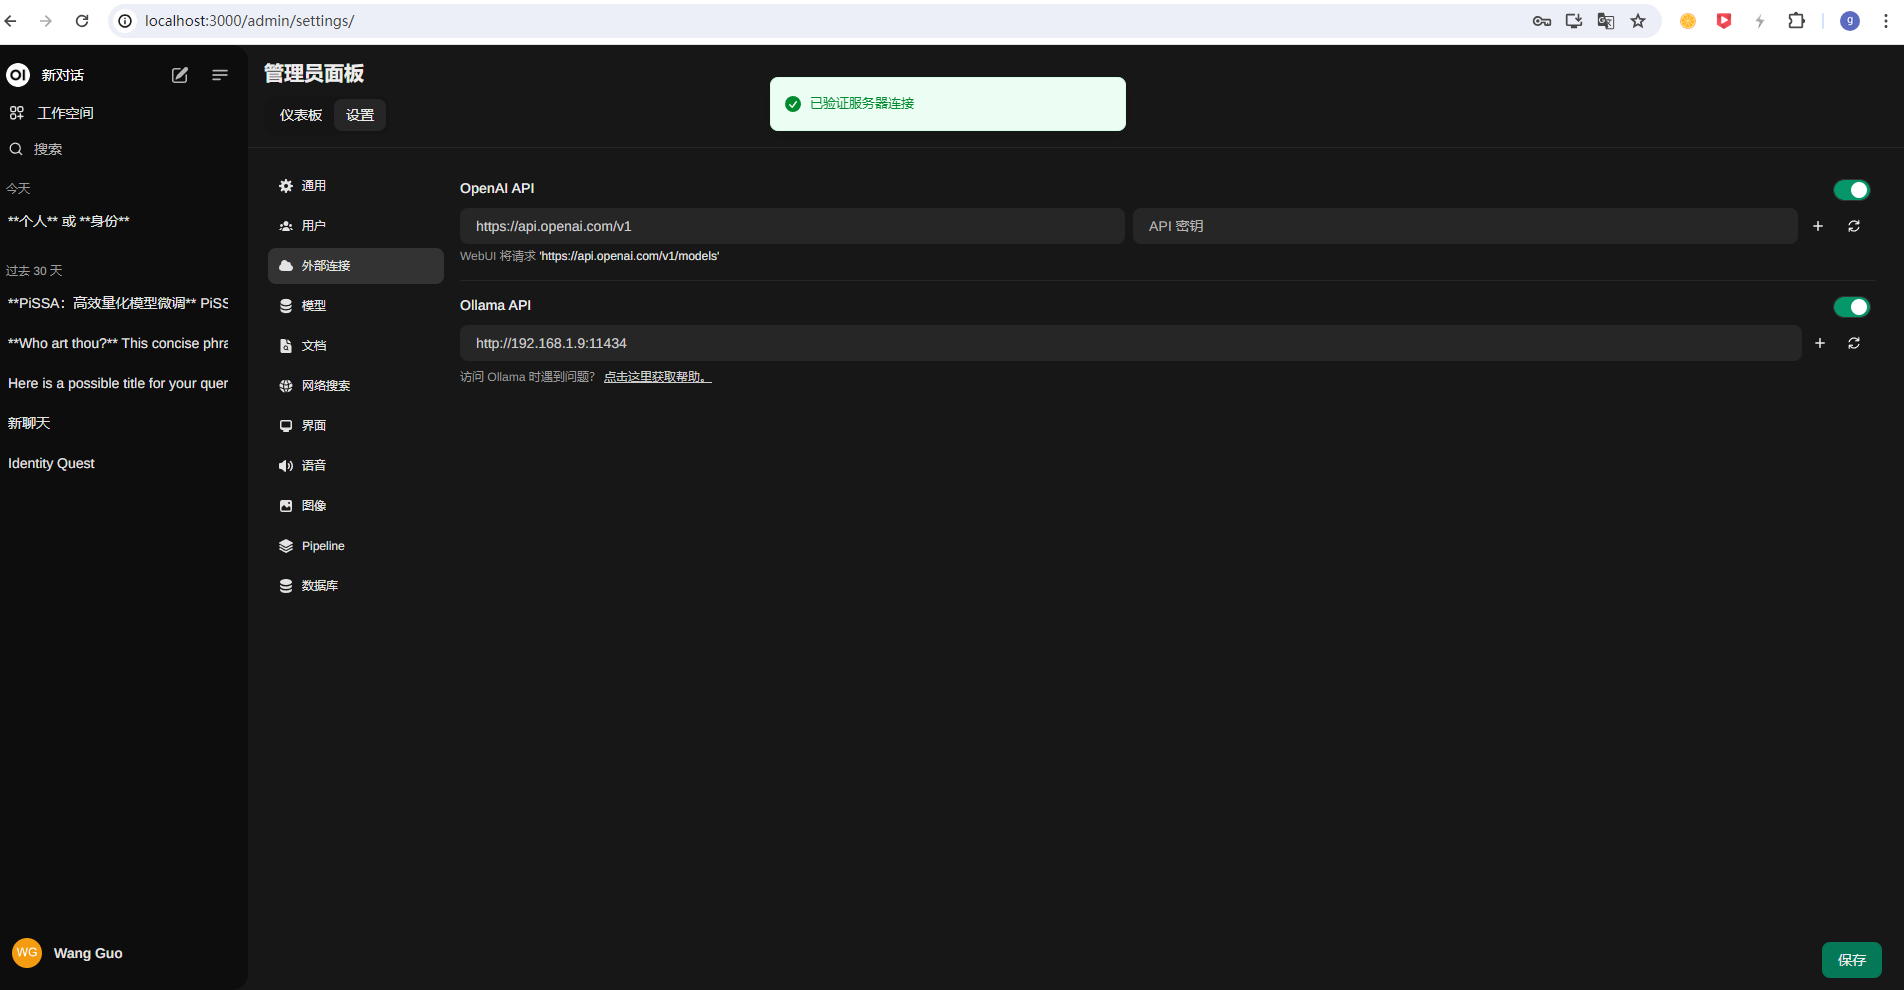 localhost:3000/admin/settings/
g
OI 新对话
工作空间
搜索
今天
**个人** 或 **身份**
过去 30 天
**PiSSA：高效量化模型微调** PiSS
**Who art thou?** This concise phra
Here is a possible title for your quer
新聊天
Identity Quest
WG Wang Guo
管理员面板
仪表板 设置
已验证服务器连接
通用
用户
外部连接
模型
文档
网络搜索
界面
语音
图像
Pipeline
数据库
OpenAI API
https://api.openai.com/v1 API 密钥
WebUI 将请求 'https://api.openai.com/v1/models'
Ollama API
http://192.168.1.9:11434
访问 Ollama 时遇到问题？ 点击这里获取帮助。
保存